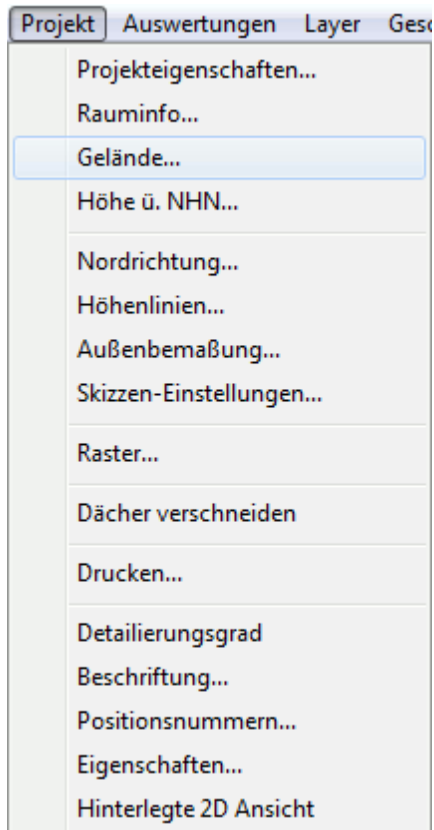 Projekt Auswertungen Layer Gesc
Projekteigenschaften...
Rauminfo...
Gelände...
Höhe ü. NHN...
Nordrichtung...
Höhenlinien...
Außenbemaßung...
Skizzen-Einstellungen...
Raster...
Dächer verschneiden
Drucken...
Detailierungsgrad
Beschriftung...
Positionsnummern...
Eigenschaften...
Hinterlegte 2D Ansicht